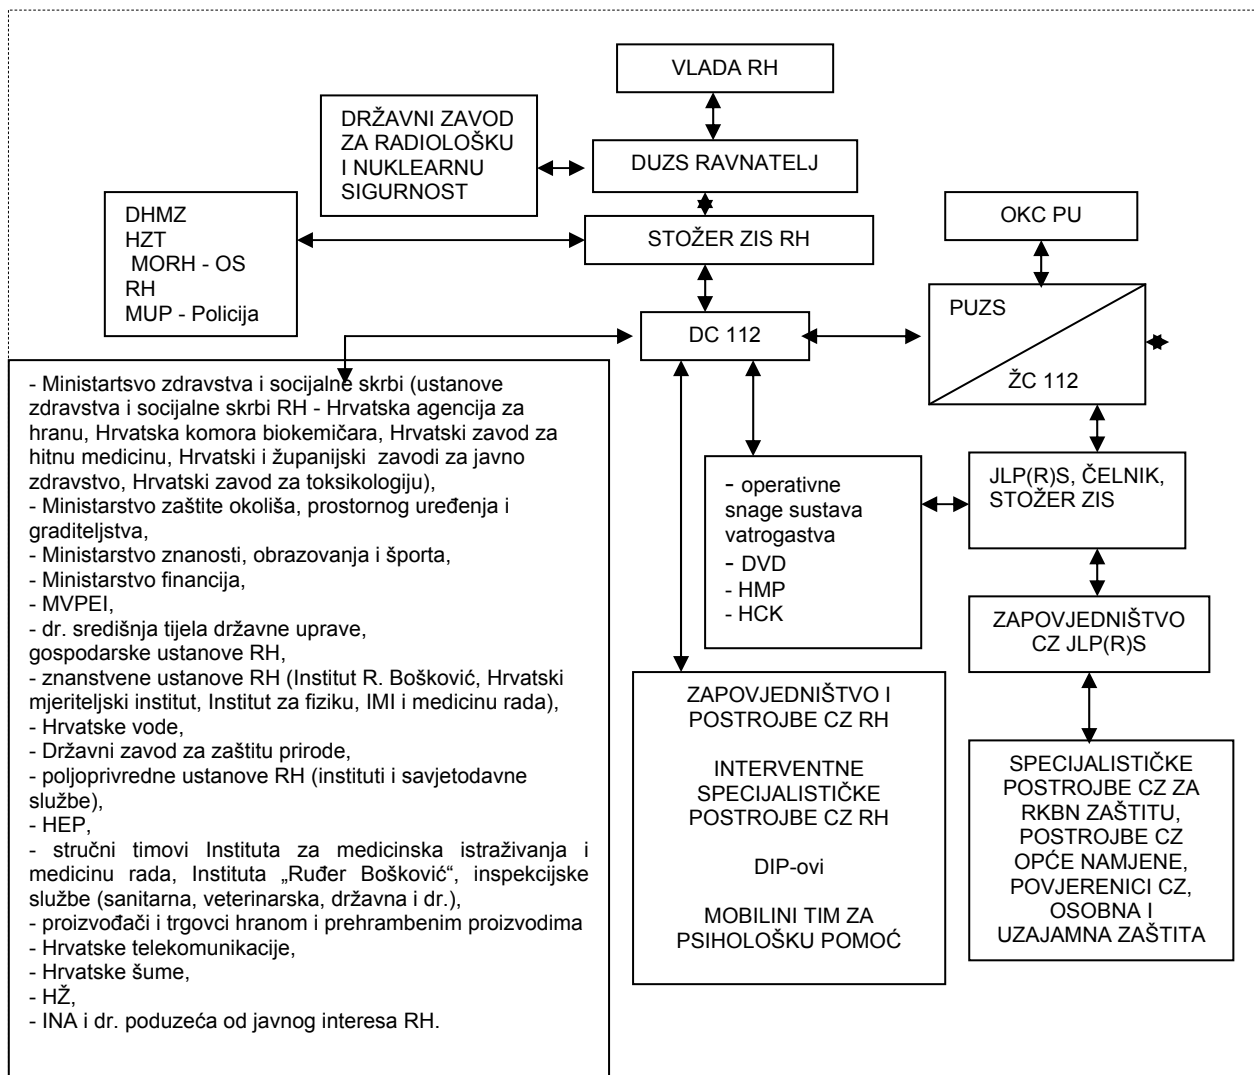 VLADA RH
DRŽAVNI ZAVOD
ZA RADIOLOŠKU
I NUKLEARNU
SIGURNOST
DUZS RAVNATELJ
DHMZ
HZT
MORH - OS
RH
MUP - Policija
STOŽER ZIS RH
OKC PU
DC 112
PUZS
ŽC 112
- Ministartsvo zdravstva i socijalne skrbi (ustanove
zdravstva i socijalne skrbi RH - Hrvatska agencija za
hranu, Hrvatska komora biokemičara, Hrvatski zavod za
hitnu medicinu, Hrvatski i županijski zavodi za javno
zdravstvo, Hrvatski zavod za toksikologiju),
- Ministarstvo zaštite okoliša, prostornog uređenja i
graditeljstva,
- Ministarstvo znanosti, obrazovanja i športa,
- Ministarstvo financija,
- MVPEI,
- dr. središnja tijela državne uprave,
gospodarske ustanove RH,
- znanstvene ustanove RH (Institut R. Bošković, Hrvatski
mjeriteljski institut, Institut za fiziku, IMI i medicinu rada),
- Hrvatske vode,
- Državni zavod za zaštitu prirode,
- poljoprivredne ustanove RH (instituti i savjetodavne
službe),
- HEP,
- stručni timovi Instituta za medicinska istraživanja i
medicinu rada, Instituta „Ruđer Bošković“, inspekcijske
službe (sanitarna, veterinarska, državna i dr.),
- proizvođači i trgovci hranom i prehrambenim proizvodima
- Hrvatske telekomunikacije,
- Hrvatske šume,
- HŽ,
- INA i dr. poduzeća od javnog interesa RH.
- operativne
snage sustava
vatrogastva
- DVD
- HMP
- HCK
JLP(R)S, ČELNIK,
STOŽER ZIS
ZAPOVJEDNIŠTVO
CZ JLP(R)S
ZAPOVJEDNIŠTVO I
POSTROJBE CZ RH
INTERVENTNE
SPECIJALISTIČKE
POSTROJBE CZ RH
DIP-ovi
MOBILINI TIM ZA
PSIHOLOŠKU POMOĆ
SPECIJALISTIČKE
POSTROJBE CZ ZA
RKBN ZAŠTITU,
POSTROJBE CZ
OPĆE NAMJENE,
POVJERENICI CZ,
OSOBNA I
UZAJAMNA ZAŠTITA